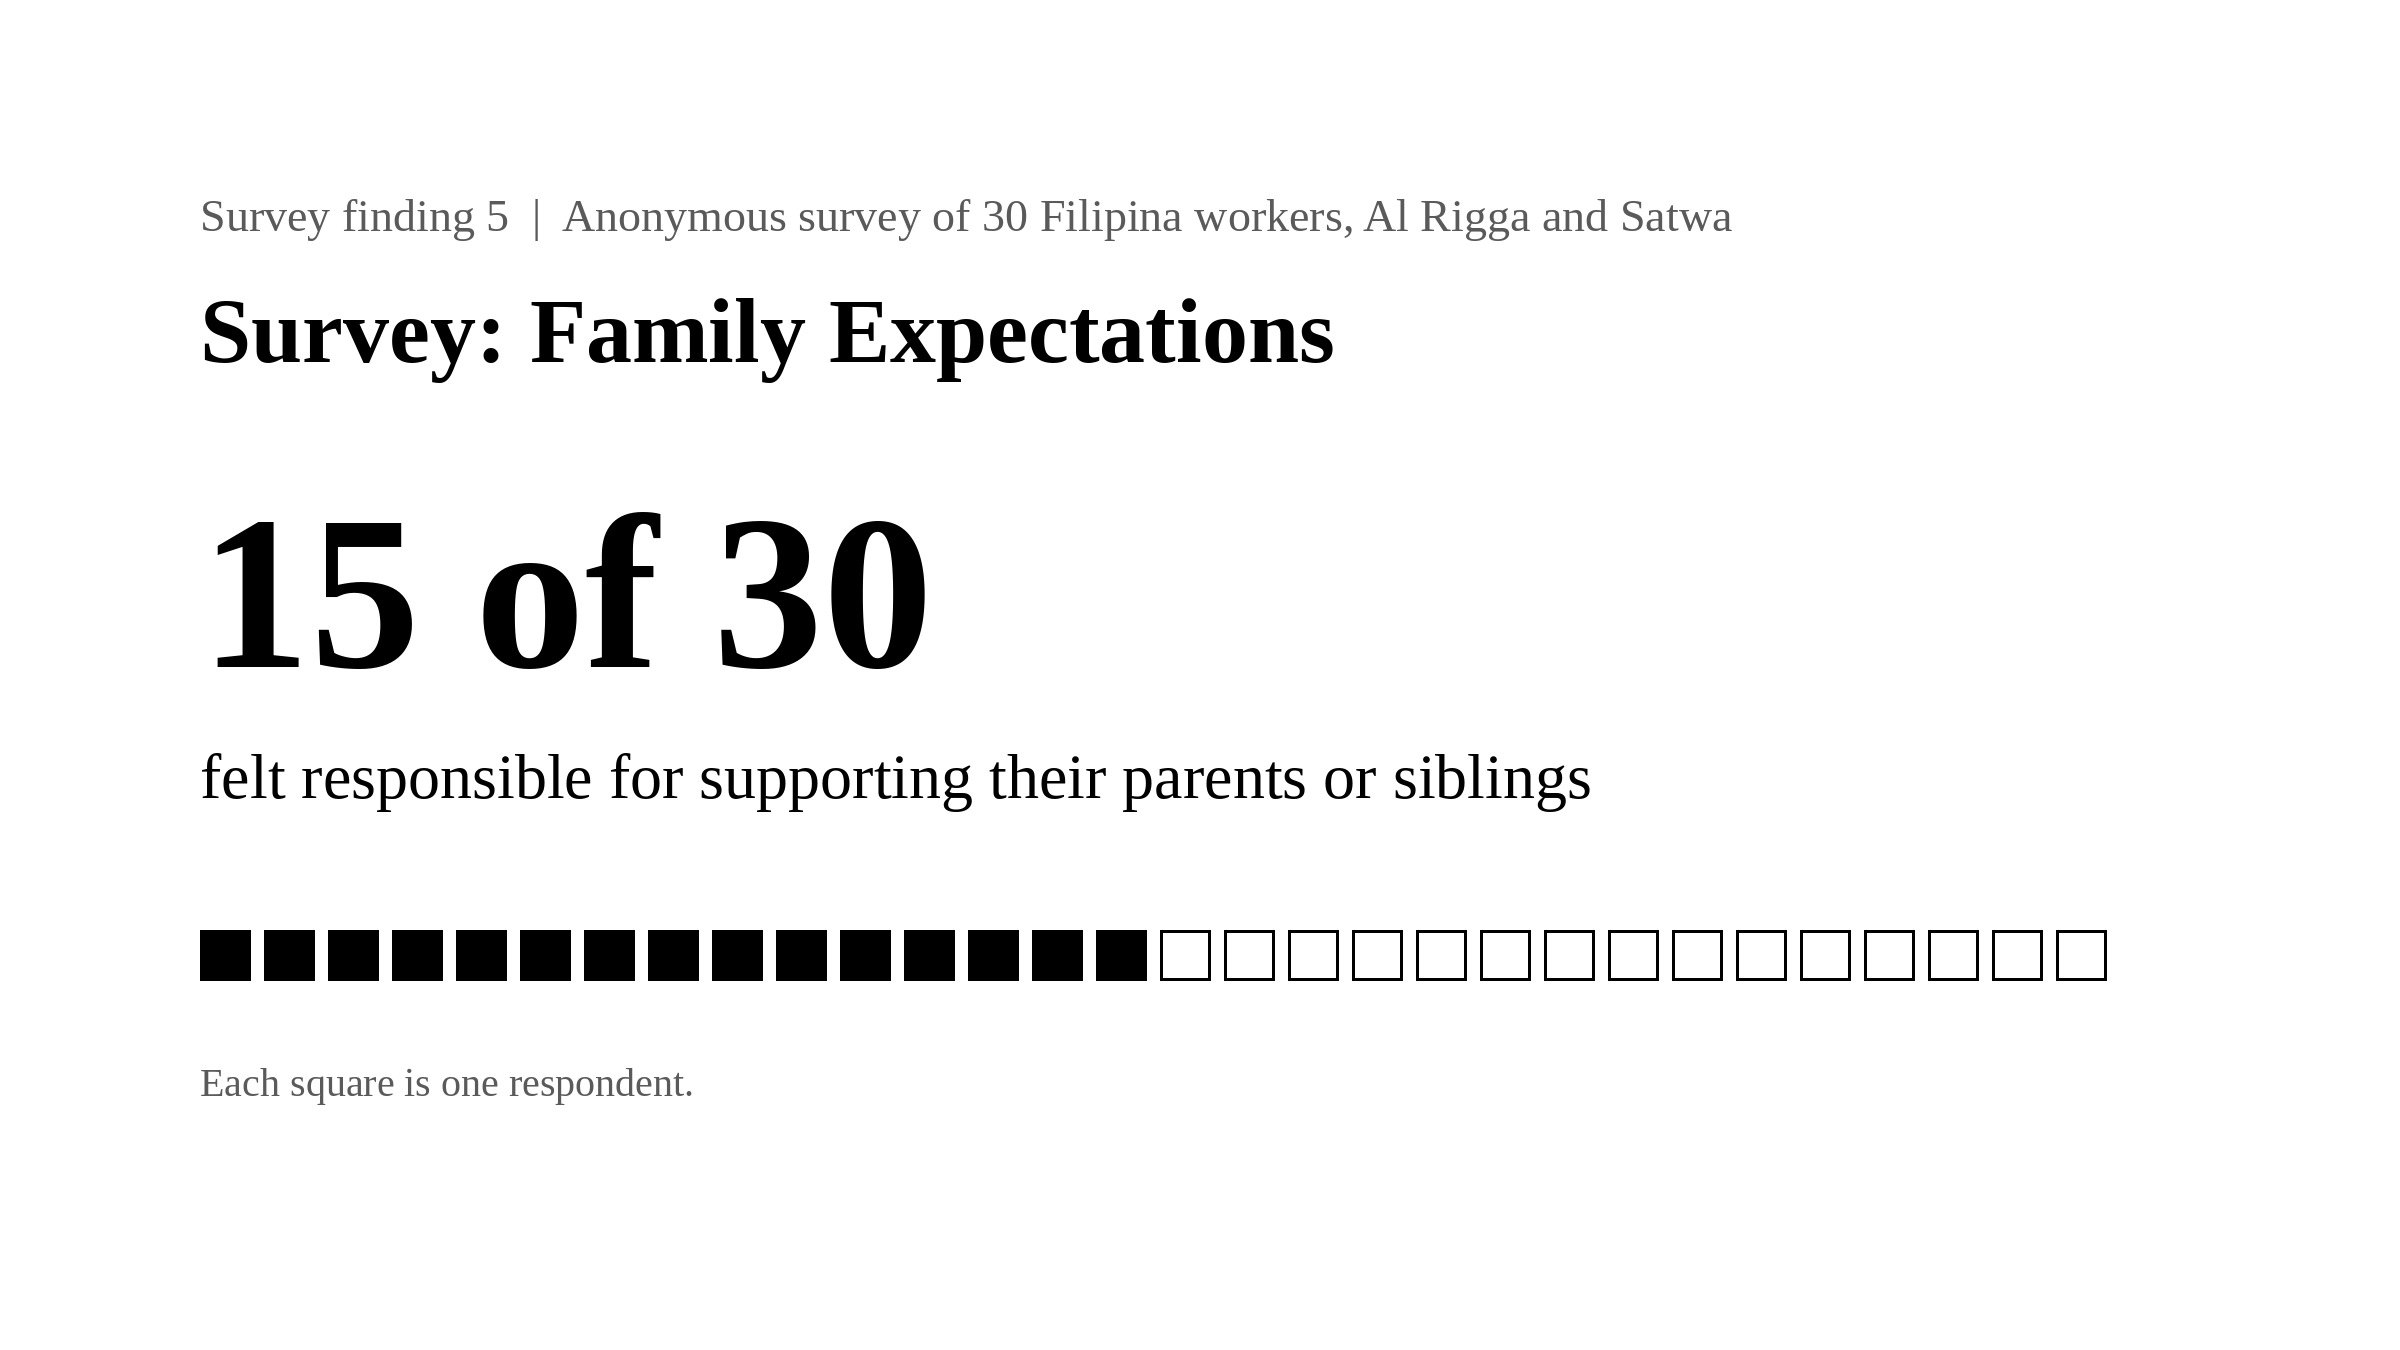 Survey finding 5 | Anonymous survey of 30 Filipina workers, Al Rigga and Satwa
Survey: Family Expectations
15 of 30
felt responsible for supporting their parents or siblings
Each square is one respondent.